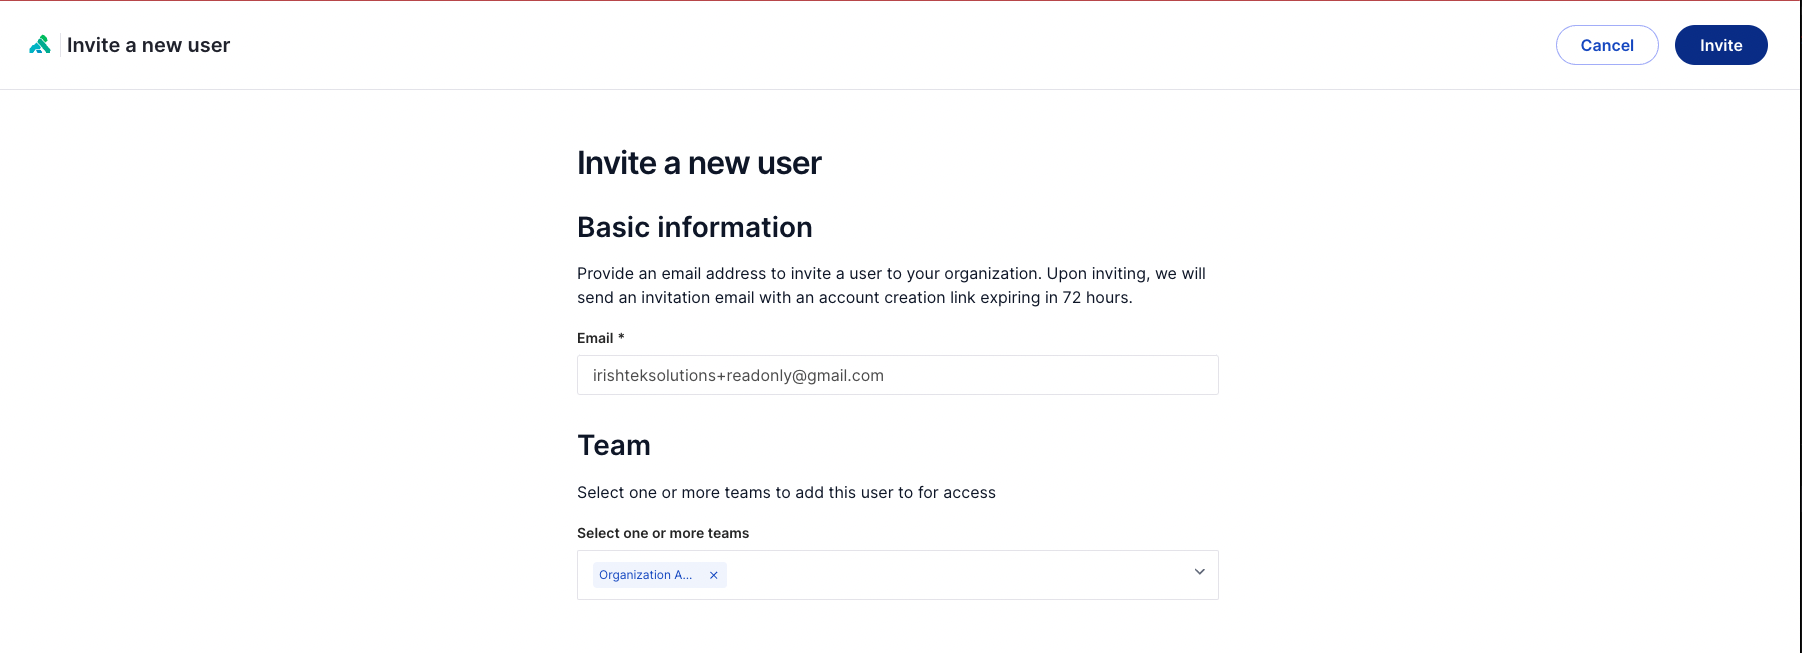 Invite a new user
Cancel
Invite
Invite a new user
Basic information
Provide an email address to invite a user to your organization. Upon inviting, we will
send an invitation email with an account creation link expiring in 72 hours.
Email *
irishteksolutions+readonly@gmail.com
Team
Select one or more teams to add this user to for access
Select one or more teams
Organization A...